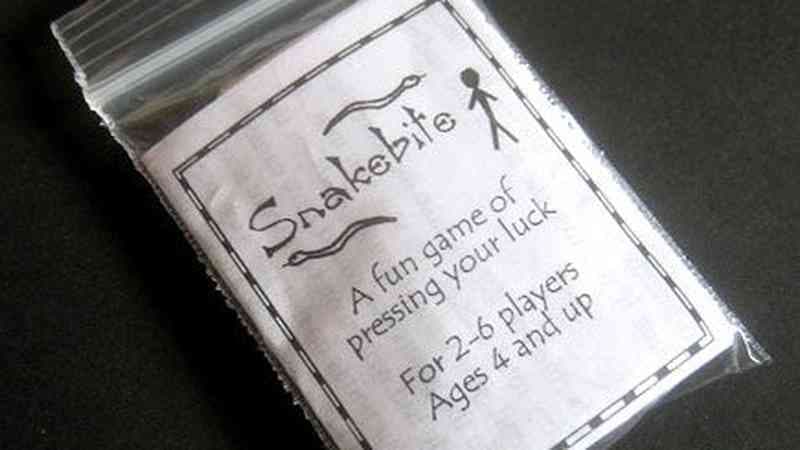 Snakebite
A fun game of
pressing your luck
For 2-6 players
Ages 4 and up